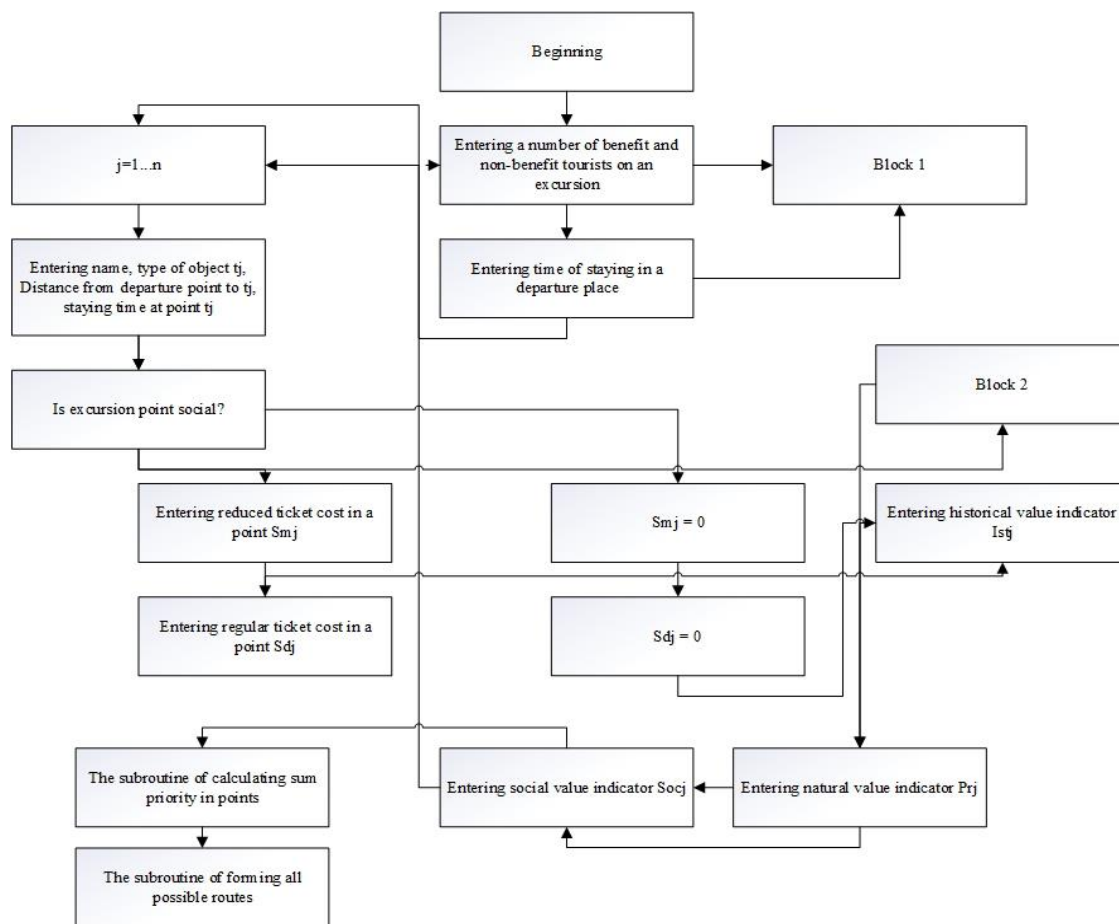 Beginning
j=1...n
Entering a number of benefit and
non-benefit tourists on an
excursion
Block 1
Entering name, type of object tj,
Distance from departure point to tj,
staying time at point tj
Entering time of staying in a
departure place
Is excursion point social?
Block 2
Entering reduced ticket cost in a
point Smj
Smj = 0
Entering historical value indicator
Istj
Entering regular ticket cost in a
point Sdj
Sdj = 0
The subroutine of calculating sum
priority in points
Entering social value indicator Socj
Entering natural value indicator Prj
The subroutine of forming all
possible routes